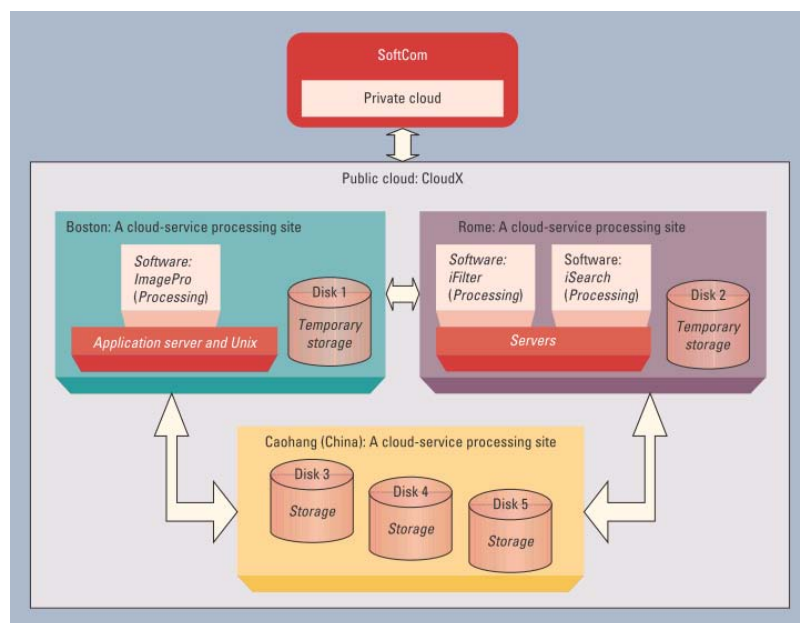 SoftCom
Private cloud
Public cloud: CloudX
Boston: A cloud-service processing site
Software:
ImagePro
(Processing)
Disk 1
Temporary
storage
Application server and Unix
Rome: A cloud-service processing site
Software:
iFilter
(Processing)
Software:
iSearch
(Processing)
Disk 2
Temporary
storage
Servers
Caohang (China): A cloud-service processing site
Disk 3
Storage
Disk 4
Storage
Disk 5
Storage